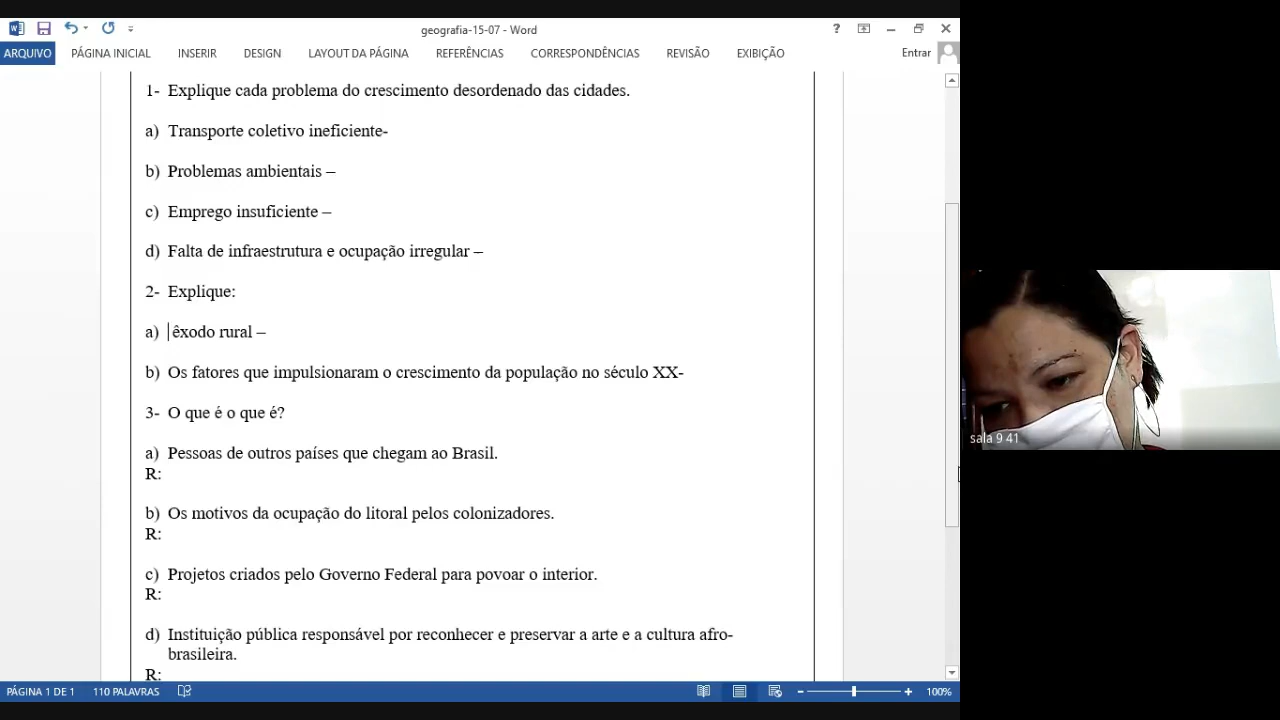 geografia-15-07 - Word
ARQUIVO PÁGINA INICIAL INSERIR DESIGN LAYOUT DA PÁGINA REFERÊNCIAS CORRESPONDÊNCIAS REVISÃO EXIBIÇÃO Entrar
1- Explique cada problema do crescimento desordenado das cidades.
a) Transporte coletivo ineficiente-
b) Problemas ambientais –
c) Emprego insuficiente –
d) Falta de infraestrutura e ocupação irregular –
2- Explique:
a) êxodo rural –
b) Os fatores que impulsionaram o crescimento da população no século XX-
3- O que é o que é?
a) Pessoas de outros países que chegam ao Brasil.
R:
b) Os motivos da ocupação do litoral pelos colonizadores.
R:
c) Projetos criados pelo Governo Federal para povoar o interior.
R:
d) Instituição pública responsável por reconhecer e preservar a arte e a cultura afro-
brasileira.
R:
PÁGINA 1 DE 1 110 PALAVRAS 100%
sala 9 41